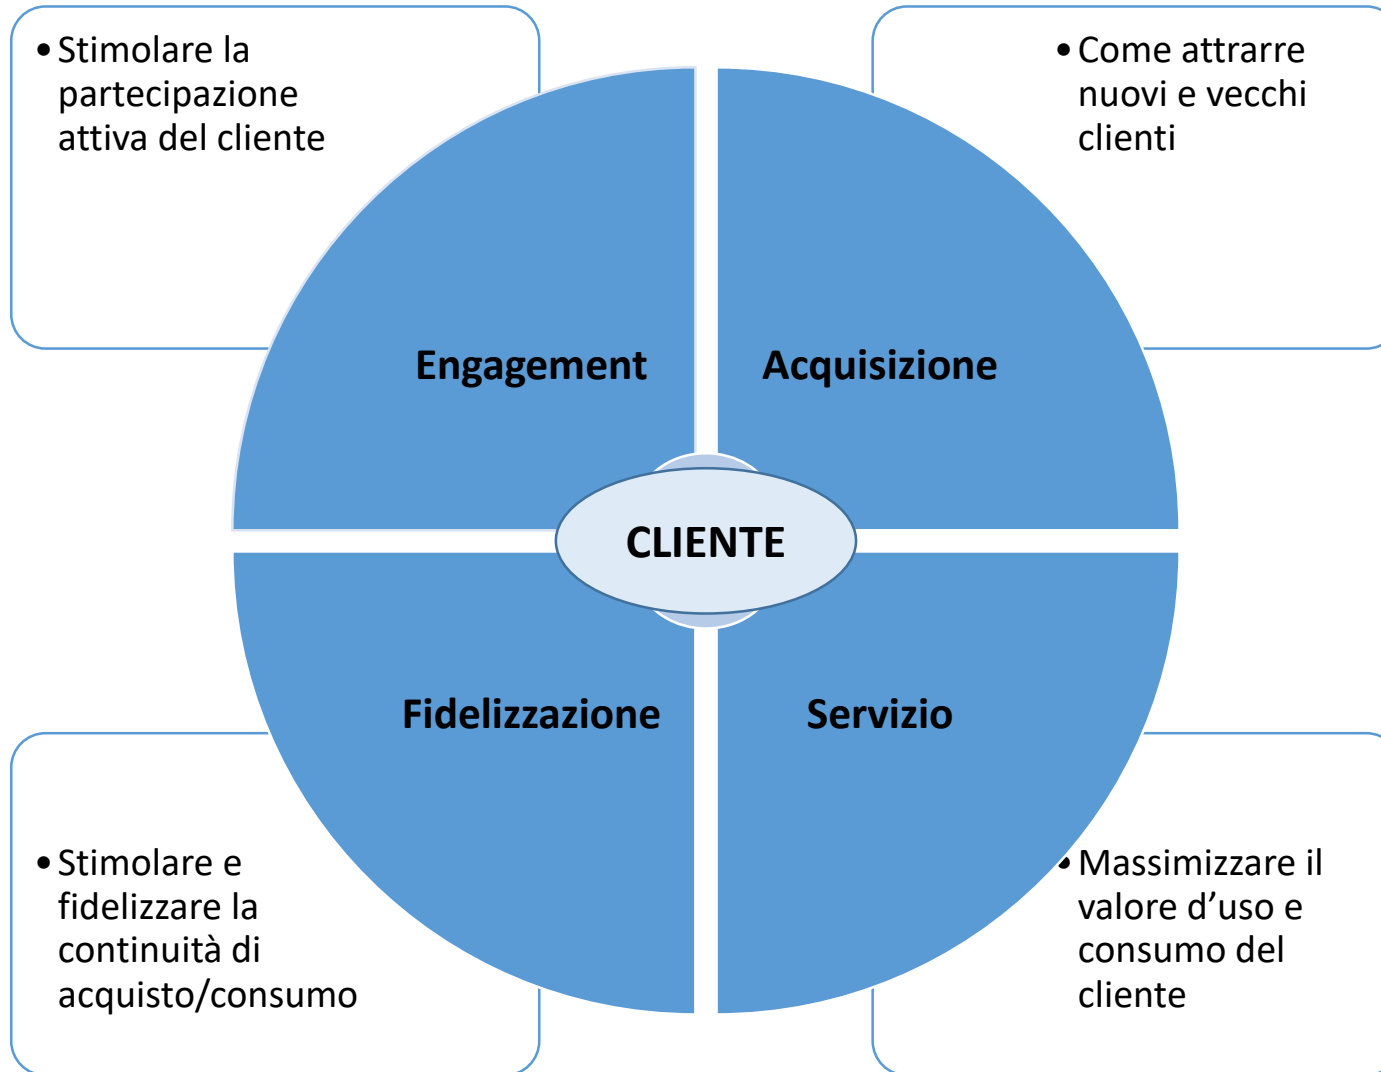 • Stimolare la
partecipazione
attiva del cliente
• Come attrarre
nuovi e vecchi
clienti
Engagement
Acquisizione
CLIENTE
Fidelizzazione
Servizio
• Stimolare e
fidelizzare la
continuità di
acquisto/consumo
• Massimizzare il
valore d’uso e
consumo del
cliente